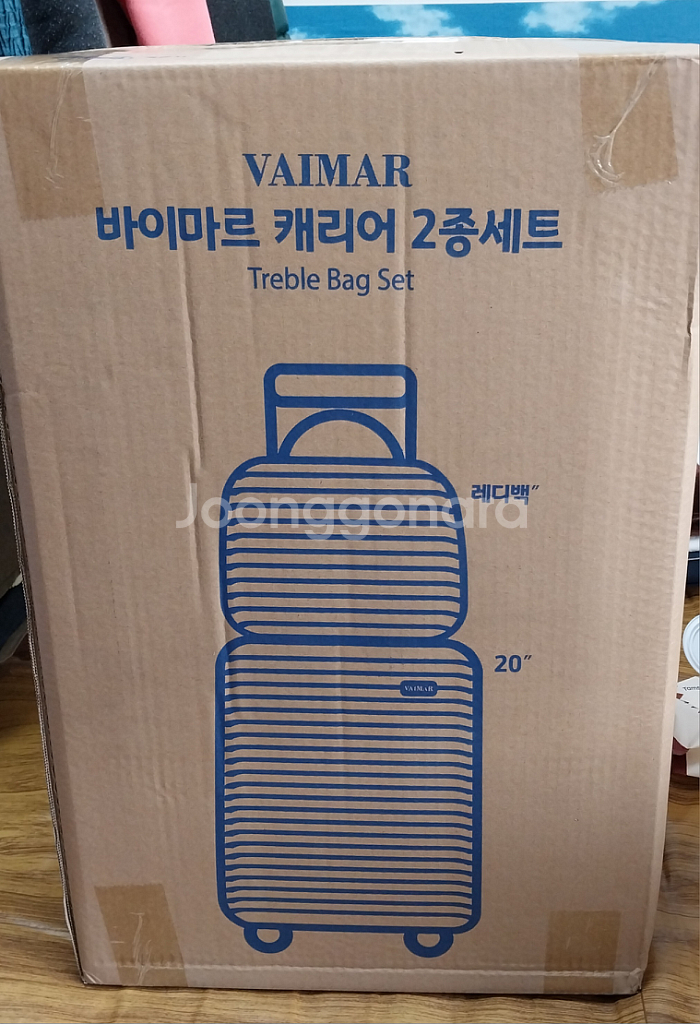 VAIMAR
바이마르 캐리어 2종세트
Treble Bag Set
레디백″
Joonggonara
20″
VAIMAR